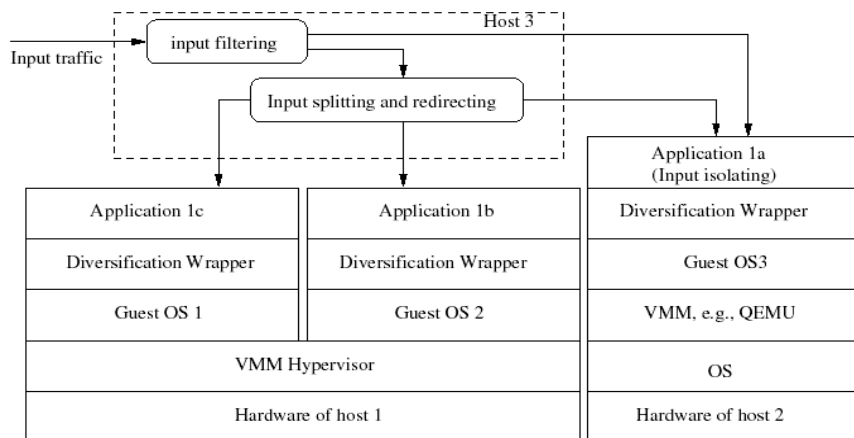 Host 3
Input traffic
input filtering
Input splitting and redirecting
Application 1a
(Input isolating)
Application 1c
Application 1b
Diversification Wrapper
Diversification Wrapper
Diversification Wrapper
Guest OS 1
Guest OS 2
Guest OS3
VMM, e.g., QEMU
VMM Hypervisor
OS
Hardware of host 1
Hardware of host 2